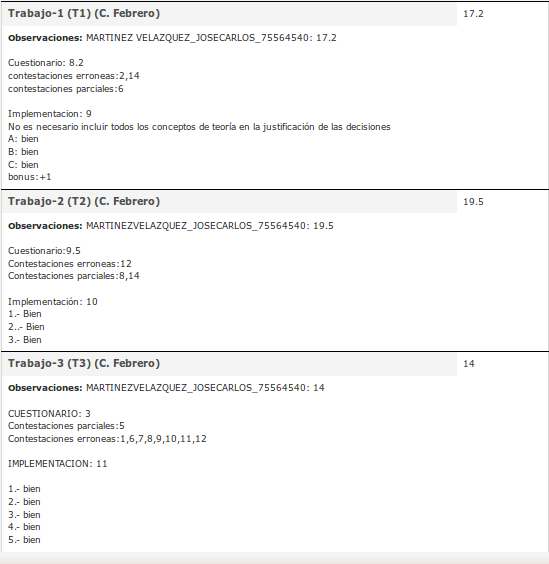 Trabajo-1 (T1) (C. Febrero) 17.2
Observaciones: MARTINEZ VELAZQUEZ_JOSECARLOS_75564540: 17.2
Cuestionario: 8.2
contestaciones erroneas:2,14
contestaciones parciales:6
Implementacion: 9
No es necesario incluir todos los conceptos de teoría en la justificación de las decisiones
A: bien
B: bien
C: bien
bonus:+1
Trabajo-2 (T2) (C. Febrero) 19.5
Observaciones: MARTINEZVELAZQUEZ_JOSECARLOS_75564540: 19.5
Cuestionario:9.5
Contestaciones erroneas:12
Contestaciones parciales:8,14
Implementación: 10
1.- Bien
2..- Bien
3.- Bien
Trabajo-3 (T3) (C. Febrero) 14
Observaciones: MARTINEZVELAZQUEZ_JOSECARLOS_75564540: 14
CUESTIONARIO: 3
Contestaciones parciales:5
Contestaciones erroneas:1,6,7,8,9,10,11,12
IMPLEMENTACION: 11
1.- bien
2.- bien
3.- bien
4.- bien
5.- bien